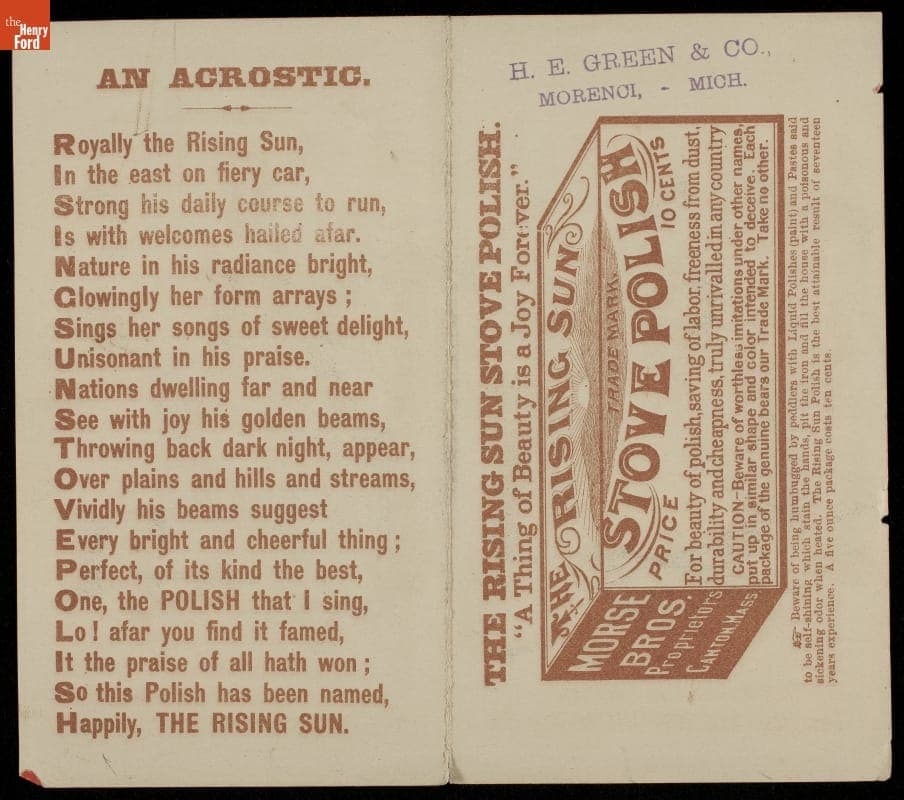 the
Henry
Ford
AN ACROSTIC.
Royally the Rising Sun,
In the east on fiery car,
Strong his daily course to run,
Is with welcomes hailed afar.
Nature in his radiance bright,
Glowingly her form arrays ;
Sings her songs of sweet delight,
Unisonant in his praise.
Nations dwelling far and near
See with joy his golden beams,
Throwing back dark night, appear,
Over plains and hills and streams,
Vividly his beams suggest
Every bright and cheerful thing ;
Perfect, of its kind the best,
One, the POLISH that I sing,
Lo! afar you find it famed,
It the praise of all hath won ;
So this Polish has been named,
Happily, THE RISING SUN.
H. E. GREEN & CO.,
MORENCI, - MICH.
THE RISING SUN STOVE POLISH.
"A Thing of Beauty is a Joy Forever."
THE RISING SUN
TRADE MARK
STOVE POLISH
PRICE 10 CENTS
For beauty of polish, saving of labor, freeness from dust,
durability and cheapness, truly unrivalled in any country
CAUTION–Beware of worthless imitations under other names,
put up in similar shape and color intended to deceive. Each
package of the genuine bears our Trade Mark. Take no other.
MORSE
BROS.
Proprietors
CANTON, MASS.
☞ Beware of being humbugged by peddlers with Liquid Polishes (paint) and Pastes said
to be self-shining which stain the hands, pit the iron and fill the house with a poisonous and
sickening odor when heated. The Rising Sun Polish is the best attainable result of seventeen
years experience. A five ounce package costs ten cents.